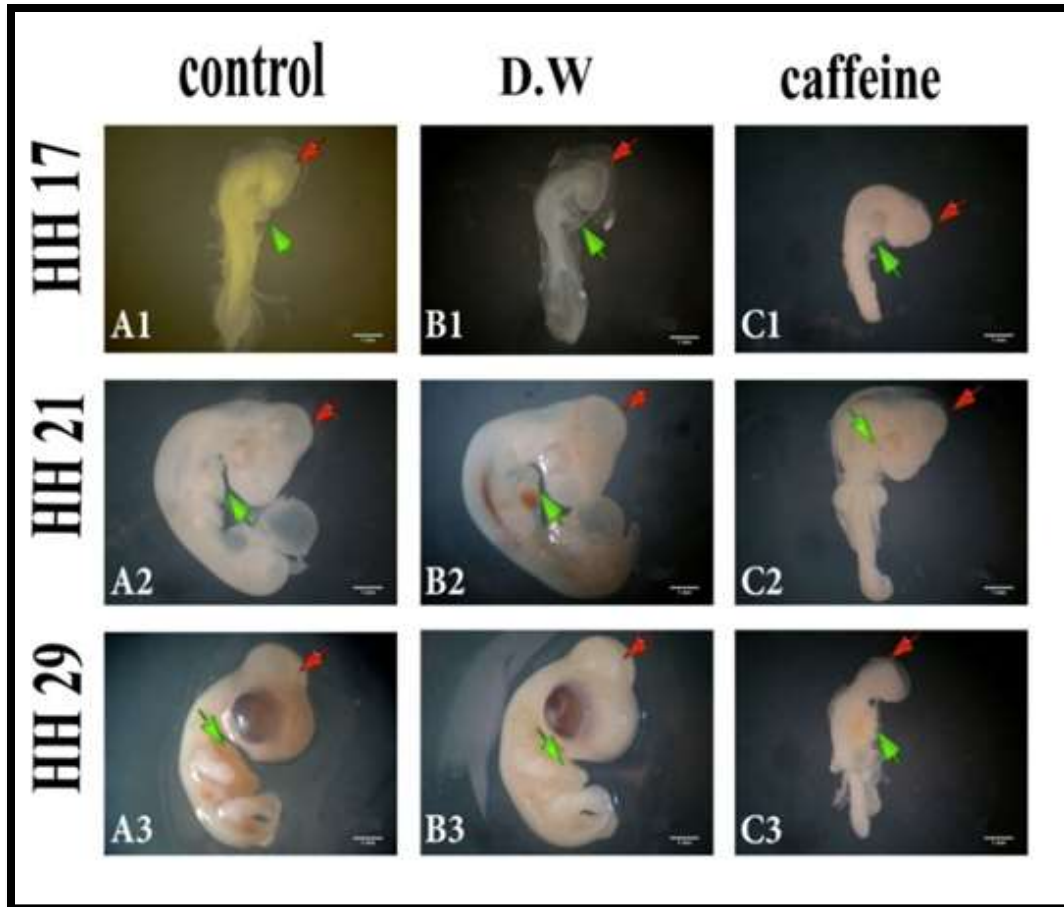 control D.W caffeine
HH 17
A1 B1 C1
HH 21
A2 B2 C2
HH 29
A3 B3 C3